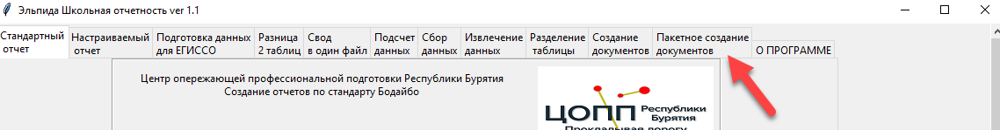 Эльпида Школьная отчетность ver 1.1
Стандартный
отчет
Настраиваемый
отчет
Подготовка данных
для ЕГИССО
Разница
2 таблиц
Свод
в один файл
Подсчет
данных
Сбор
данных
Извлечение
данных
Разделение
таблицы
Создание
документов
Пакетное создание
документов
О ПРОГРАММЕ
Центр опережающей профессиональной подготовки Республики Бурятия
Создание отчетов по стандарту Бодайбо
ЦОПП Республики
Бурятия
Прокладывая дорогу